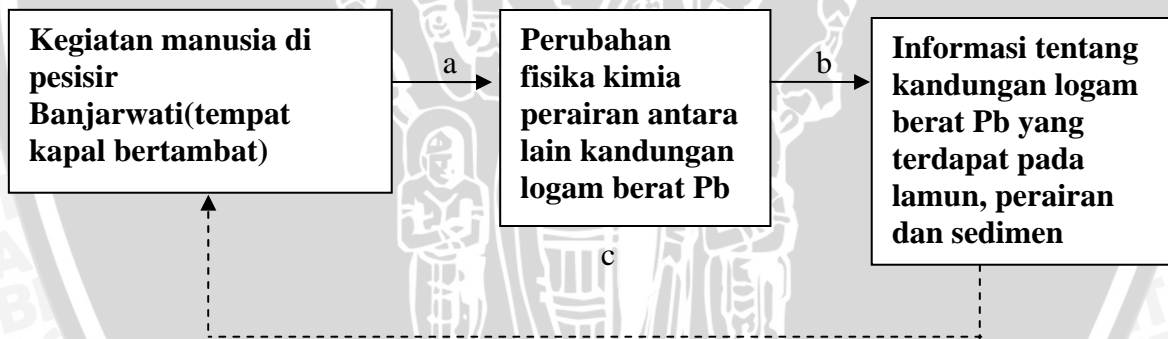 Kegiatan manusia di
pesisir
Banjarwati(tempat
kapal bertambat)
a
Perubahan
fisika kimia
perairan antara
lain kandungan
logam berat Pb
b
Informasi tentang
kandungan logam
berat Pb yang
terdapat pada
lamun, perairan
dan sedimen
c